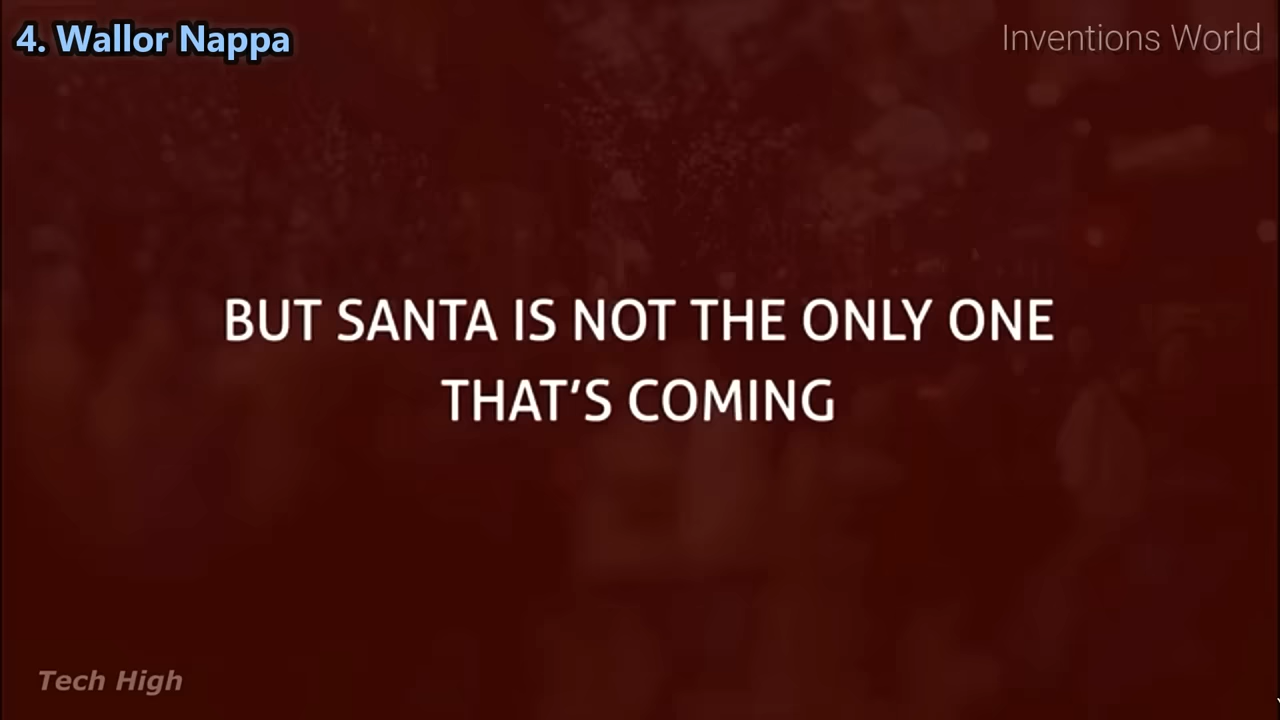 4. Wallor Nappa
Inventions World
BUT SANTA IS NOT THE ONLY ONE
THAT'S COMING
Tech High